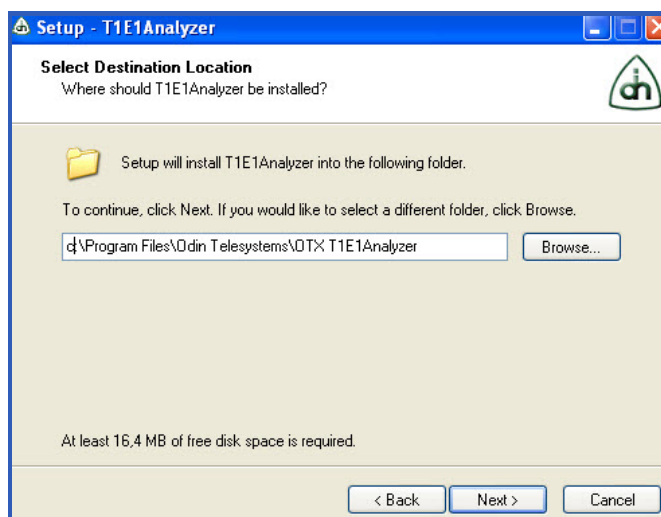 Setup - T1E1Analyzer
Select Destination Location
Where should T1E1Analyzer be installed?
Setup will install T1E1Analyzer into the following folder.
To continue, click Next. If you would like to select a different folder, click Browse.
c:\Program Files\Odin Telesystems\OTX T1E1Analyzer
Browse...
At least 16,4 MB of free disk space is required.
< Back
Next >
Cancel